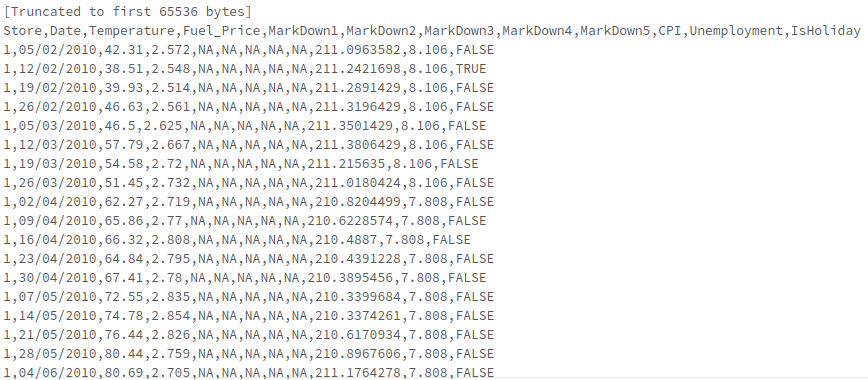 [Truncated to first 65536 bytes]
Store,Date,Temperature,Fuel_Price,MarkDown1,MarkDown2,MarkDown3,MarkDown4,MarkDown5,CPI,Unemployment,IsHoliday
1,05/02/2010,42.31,2.572,NA,NA,NA,NA,NA,211.0963582,8.106,FALSE
1,12/02/2010,38.51,2.548,NA,NA,NA,NA,NA,211.2421698,8.106,TRUE
1,19/02/2010,39.93,2.514,NA,NA,NA,NA,NA,211.2891429,8.106,FALSE
1,26/02/2010,46.63,2.561,NA,NA,NA,NA,NA,211.3196429,8.106,FALSE
1,05/03/2010,46.5,2.625,NA,NA,NA,NA,NA,211.3501429,8.106,FALSE
1,12/03/2010,57.79,2.667,NA,NA,NA,NA,NA,211.3806429,8.106,FALSE
1,19/03/2010,54.58,2.72,NA,NA,NA,NA,NA,211.215635,8.106,FALSE
1,26/03/2010,51.45,2.732,NA,NA,NA,NA,NA,211.0180424,8.106,FALSE
1,02/04/2010,62.27,2.719,NA,NA,NA,NA,NA,210.8204499,7.808,FALSE
1,09/04/2010,65.86,2.77,NA,NA,NA,NA,NA,210.6228574,7.808,FALSE
1,16/04/2010,66.32,2.808,NA,NA,NA,NA,NA,210.4887,7.808,FALSE
1,23/04/2010,64.84,2.795,NA,NA,NA,NA,NA,210.4391228,7.808,FALSE
1,30/04/2010,67.41,2.78,NA,NA,NA,NA,NA,210.3895456,7.808,FALSE
1,07/05/2010,72.55,2.835,NA,NA,NA,NA,NA,210.3399684,7.808,FALSE
1,14/05/2010,74.78,2.854,NA,NA,NA,NA,NA,210.3374261,7.808,FALSE
1,21/05/2010,76.44,2.826,NA,NA,NA,NA,NA,210.6170934,7.808,FALSE
1,28/05/2010,80.44,2.759,NA,NA,NA,NA,NA,210.8967606,7.808,FALSE
1,04/06/2010,80.69,2.705,NA,NA,NA,NA,NA,211.1764278,7.808,FALSE